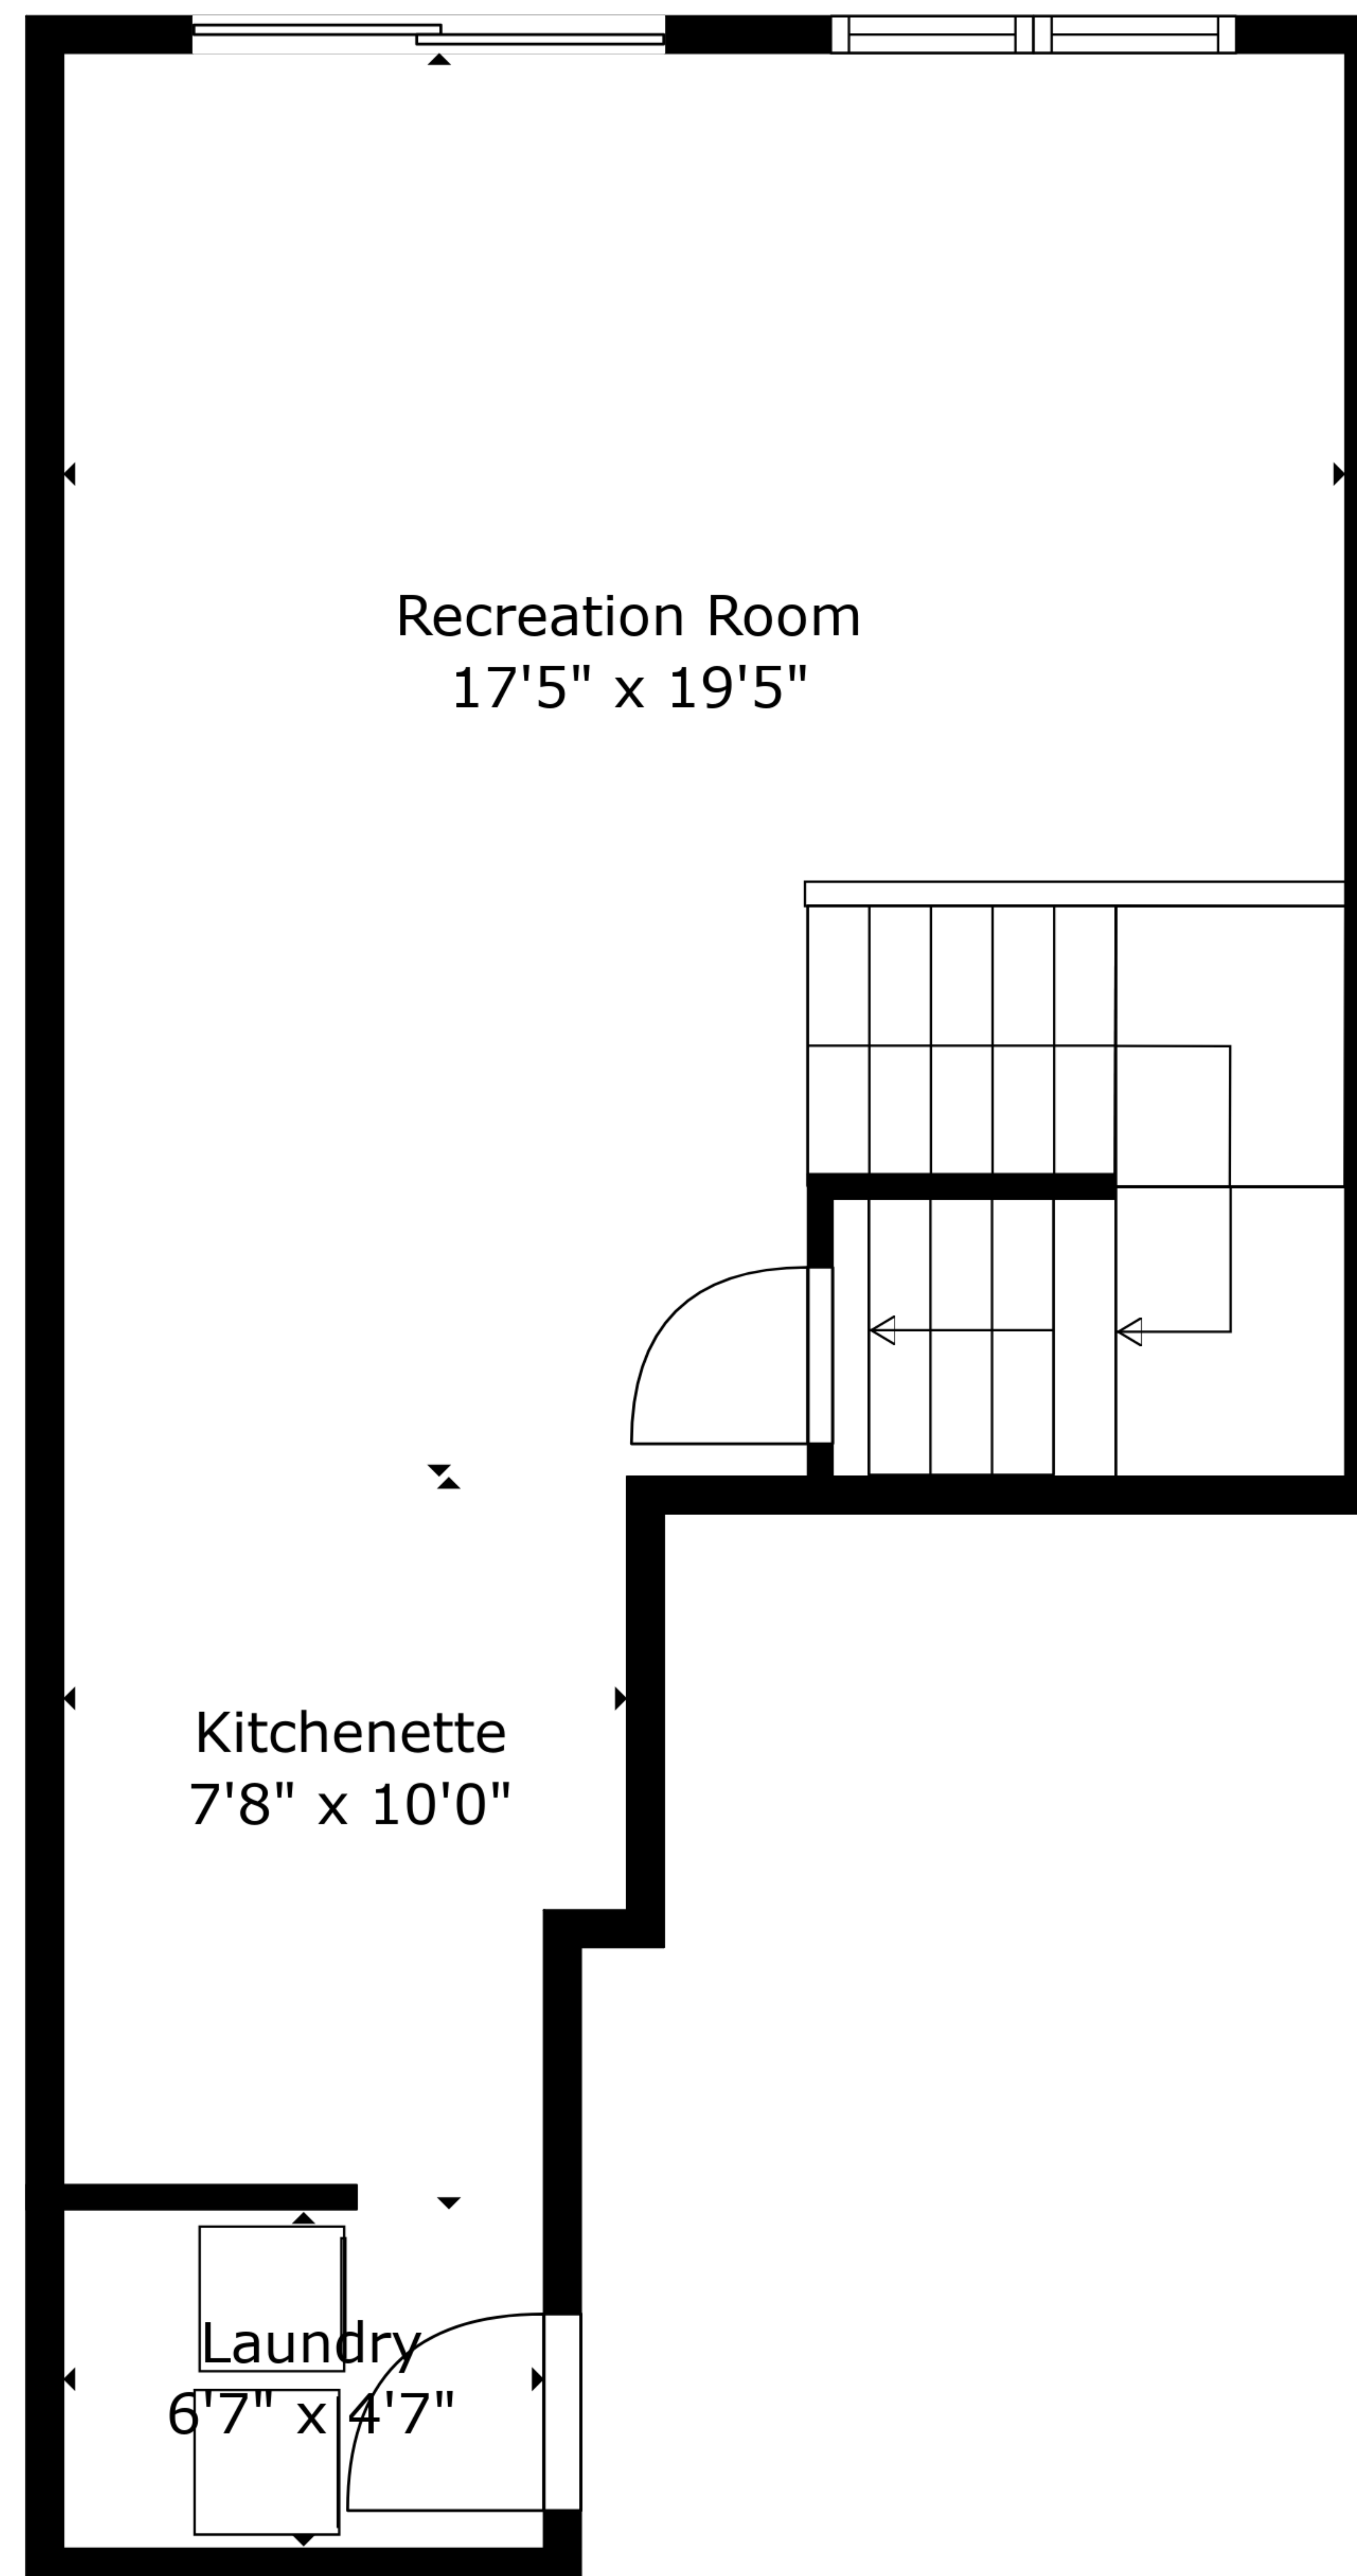 Recreation Room
17'5" x 19'5"
Kitchenette
7'8" x 10'0"
Laundry
6'7" x 4'7"